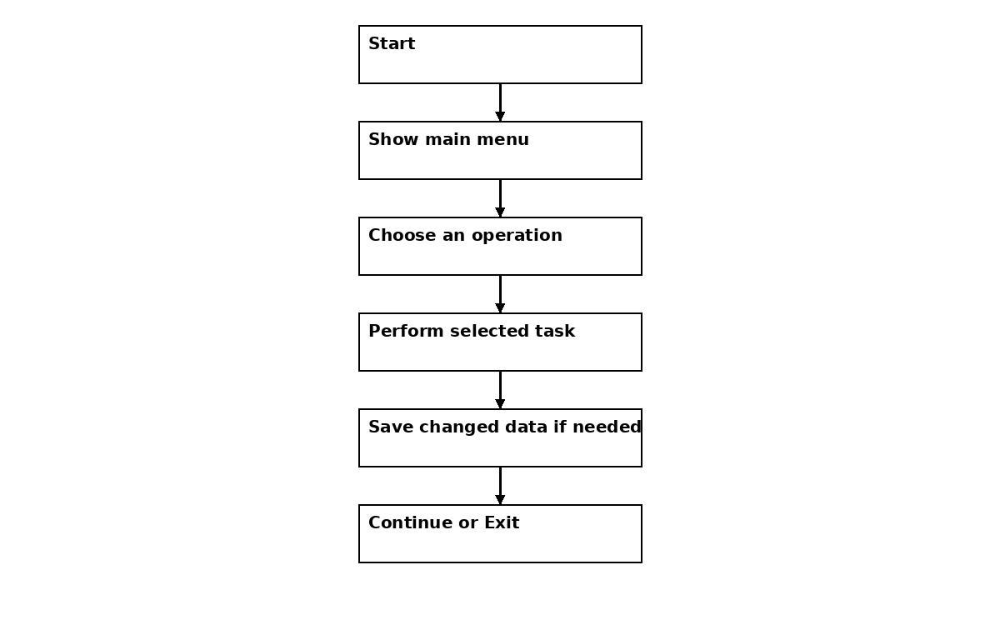 Start
Show main menu
Choose an operation
Perform selected task
Save changed data if needed
Continue or Exit